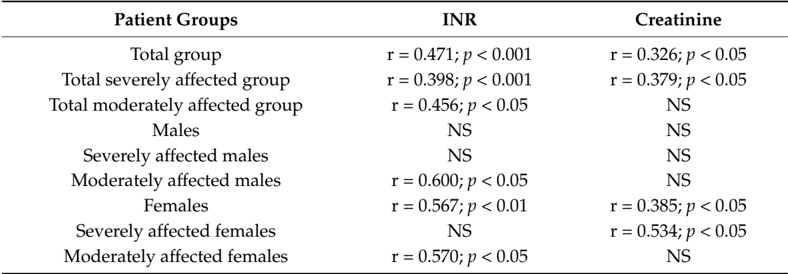 Patient Groups INR Creatinine
Total group r = 0.471; p < 0.001 r = 0.326; p < 0.05
Total severely affected group r = 0.398; p < 0.001 r = 0.379; p < 0.05
Total moderately affected group r = 0.456; p < 0.05 NS
Males NS NS
Severely affected males NS NS
Moderately affected males r = 0.600; p < 0.05 NS
Females r = 0.567; p < 0.01 r = 0.385; p < 0.05
Severely affected females NS r = 0.534; p < 0.05
Moderately affected females r = 0.570; p < 0.05 NS